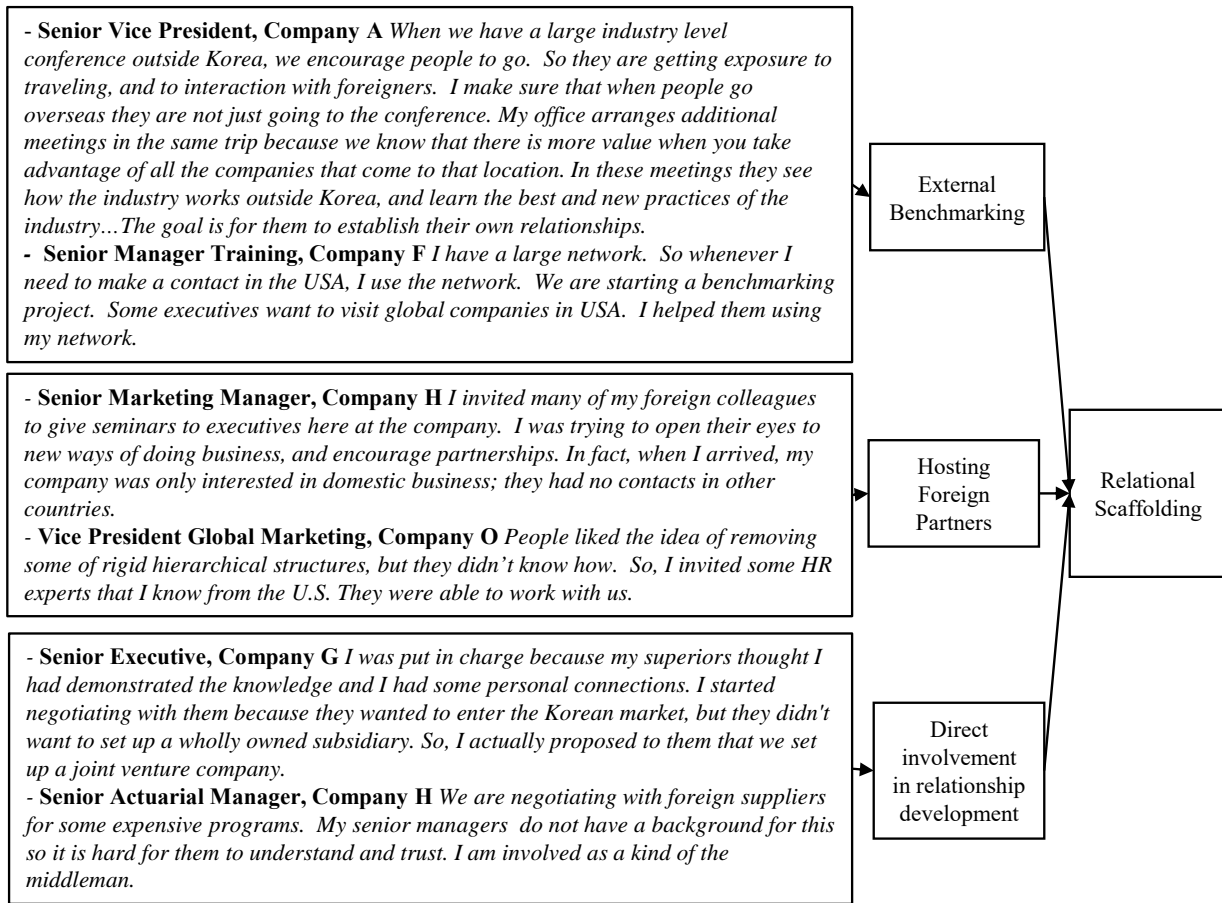 - Senior Vice President, Company A When we have a large industry level
conference outside Korea, we encourage people to go.  So they are getting exposure to
traveling, and to interaction with foreigners.  I make sure that when people go
overseas they are not just going to the conference. My office arranges additional
meetings in the same trip because we know that there is more value when you take
advantage of all the companies that come to that location. In these meetings they see
how the industry works outside Korea, and learn the best and new practices of the
industry…The goal is for them to establish their own relationships.
-  Senior Manager Training, Company F I have a large network.  So whenever I
need to make a contact in the USA, I use the network.  We are starting a benchmarking
project.  Some executives want to visit global companies in USA.  I helped them using
my network.
External
Benchmarking
- Senior Marketing Manager, Company H I invited many of my foreign colleagues
to give seminars to executives here at the company.  I was trying to open their eyes to
new ways of doing business, and encourage partnerships. In fact, when I arrived, my
company was only interested in domestic business; they had no contacts in other
countries.
- Vice President Global Marketing, Company O People liked the idea of removing
some of rigid hierarchical structures, but they didn’t know how.  So, I invited some HR
experts that I know from the U.S. They were able to work with us.
Hosting
Foreign
Partners
Relational
Scaffolding
- Senior Executive, Company G I was put in charge because my superiors thought I
had demonstrated the knowledge and I had some personal connections. I started
negotiating with them because they wanted to enter the Korean market, but they didn't
want to set up a wholly owned subsidiary. So, I actually proposed to them that we set
up a joint venture company.
- Senior Actuarial Manager, Company H We are negotiating with foreign suppliers
for some expensive programs.  My senior managers  do not have a background for this
so it is hard for them to understand and trust. I am involved as a kind of the
middleman.
Direct
involvement
in relationship
development